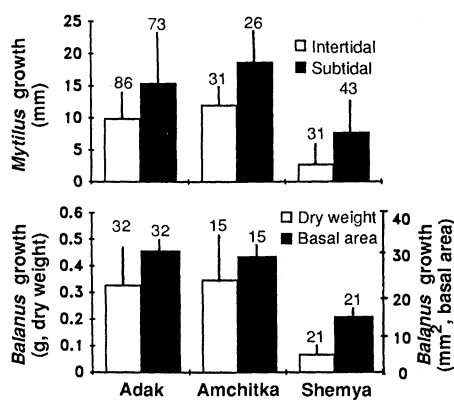 25
20
15
10
5
0
Mytilus growth
(mm)
86
73
31
26
31
43
Intertidal
Subtidal
0.6
0.5
0.4
0.3
0.2
0.1
0
Balanus growth
(g, dry weight)
32
32
15
15
21
21
Dry weight
Basal area
40
30
20
10
0
Balanus growth
(mm², basal area)
Adak
Amchitka
Shemya